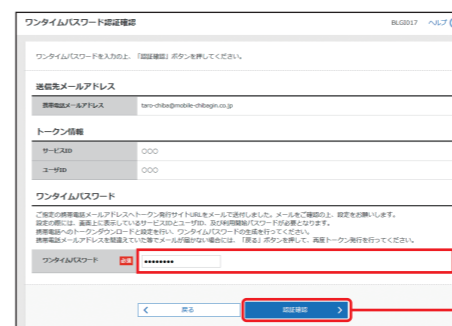 ワンタイムパスワード認証確認 BLGI017 ヘルプ
ワンタイムパスワードを入力の上、「認証確認」ボタンを押してください。
送信先メールアドレス
携帯電話メールアドレス taro-chiba@mobile-chibagin.co.jp
トークン情報
サービスID 〇〇〇
ユーザID 〇〇〇
ワンタイムパスワード
ご指定の携帯電話メールアドレスへトークン発行サイトURLをメールで送付しました。メールをご確認の上、設定をお願いします。
設定の際には、画面上に表示しているサービスIDとユーザID、及び利用開始パスワードが必要となります。
携帯電話へのトークンダウンロードと設定を行い、ワンタイムパスワードの生成を行ってください。
携帯電話メールアドレスを間違えていた等でメールが届かない場合には、「戻る」ボタンを押して、再度トークン発行を行ってください。
ワンタイムパスワード 必須 ●●●●●●●●●
戻る 認証確認